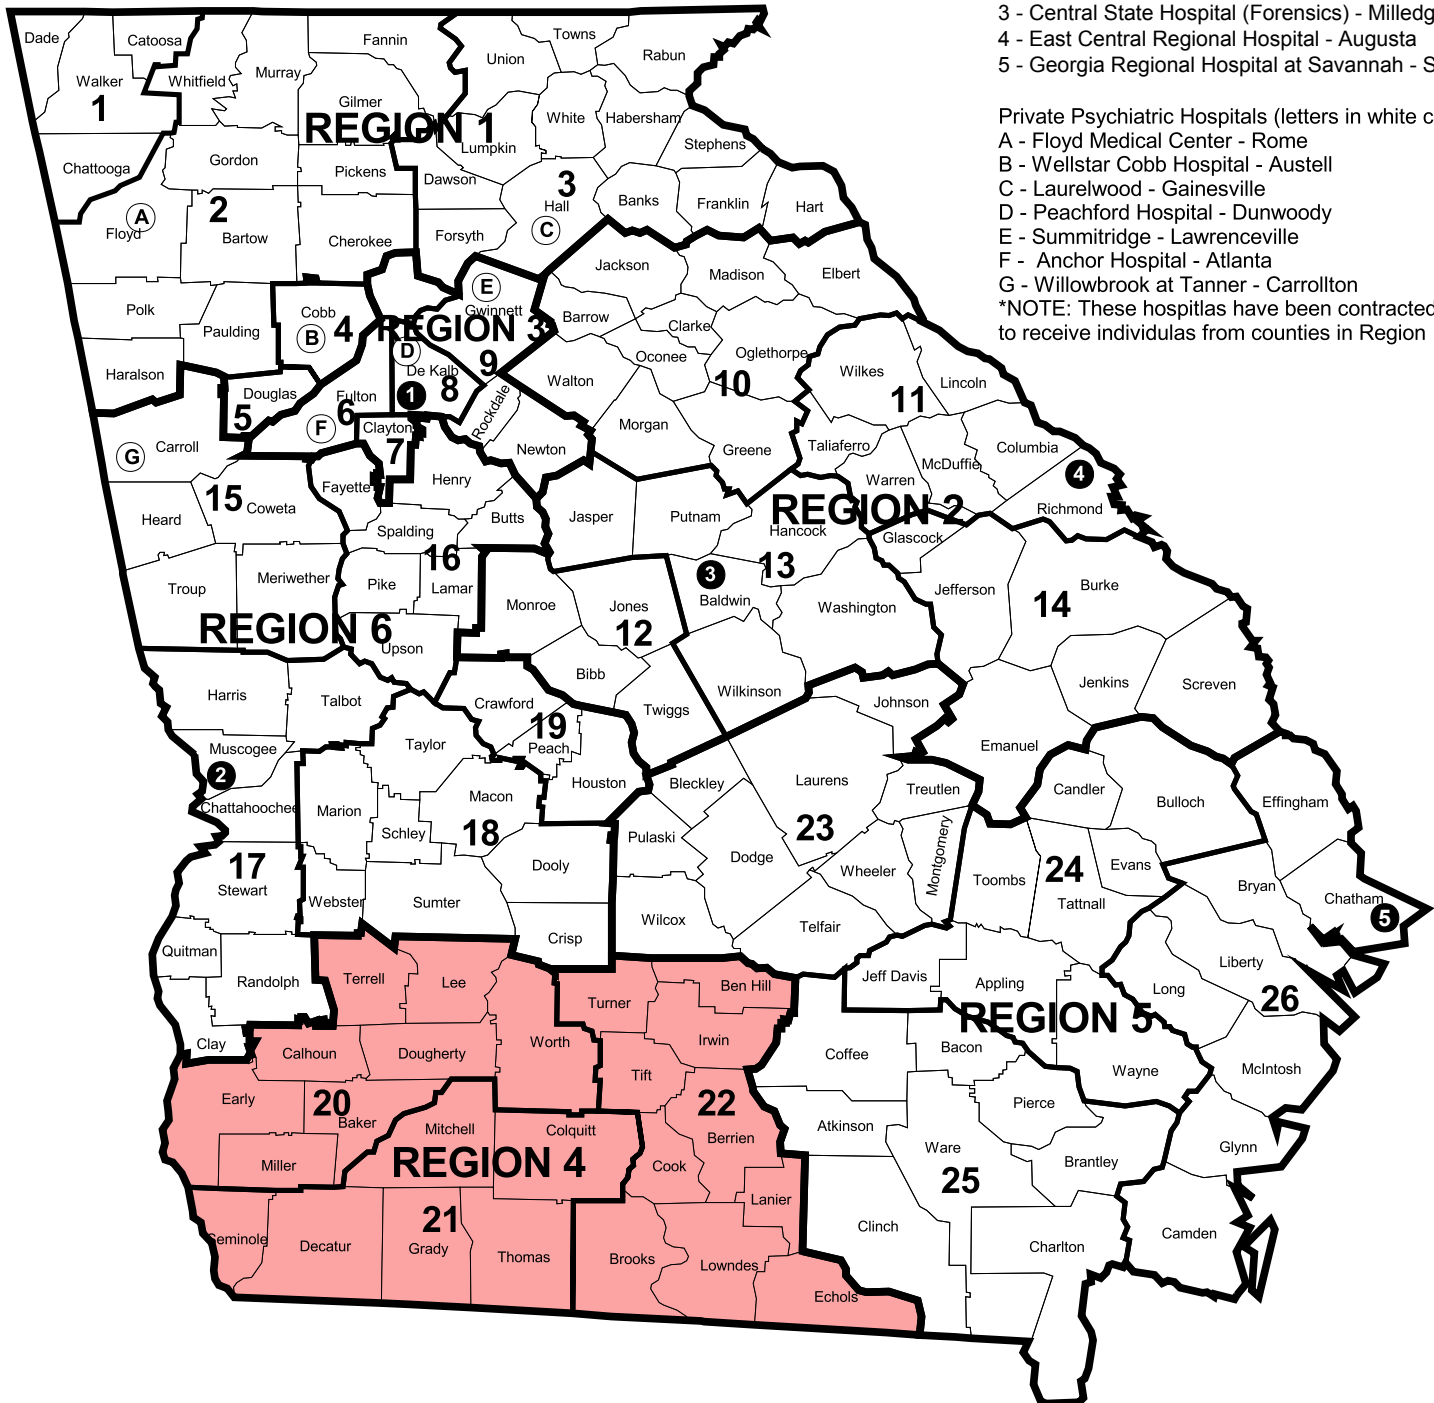 3 - Central State Hospital (Forensics) - Milledg
4 - East Central Regional Hospital - Augusta
5 - Georgia Regional Hospital at Savannah - S
Private Psychiatric Hospitals (letters in white c
A - Floyd Medical Center - Rome
B - Wellstar Cobb Hospital - Austell
C - Laurelwood - Gainesville
D - Peachford Hospital - Dunwoody
E - Summitridge - Lawrenceville
F - Anchor Hospital - Atlanta
G - Willowbrook at Tanner - Carrollton
*NOTE: These hospitlas have been contracted
to receive individulas from counties in Region
Dade
Catoosa
Fannin
Towns
Union
Rabun
Walker
Whitfield
Murray
1
Gilmer
REGION 1
White
Habersham
Lumpkin
Stephens
Chattooga
Gordon
Pickens
Dawson
3
Hall
Banks
Franklin
Hart
A
Floyd
2
Bartow
Cherokee
Forsyth
C
Jackson
Madison
Elbert
Polk
Paulding
Cobb
B
4
E
Gwinnett
REGION 3
Barrow
Clarke
Oconee
Oglethorpe
Wilkes
Lincoln
Haralson
Douglas
5
Fulton
6
F
D
De Kalb
1
8
9
Rockdale
Walton
10
11
Clayton
7
Newton
Morgan
Greene
Taliaferro
Columbia
McDuffie
Warren
4
Richmond
G
Carroll
15
Coweta
Fayette
Henry
Heard
Spalding
Butts
Jasper
Putnam
REGION 2
Hancock
Glascock
16
Troup
Meriwether
Pike
Lamar
Monroe
Jones
12
3
Baldwin
13
Washington
Jefferson
14
Burke
REGION 6
Upson
Bibb
Wilkinson
Jenkins
Screven
Harris
Talbot
Crawford
19
Peach
Twiggs
Johnson
Emanuel
Muscogee
2
Taylor
Houston
Bleckley
Laurens
Treutlen
Candler
Bulloch
Effingham
Chattahoochee
Marion
Macon
Schley
18
Pulaski
23
17
Stewart
Webster
Sumter
Dooly
Dodge
Wheeler
Montgomery
Toombs
24
Tattnall
Evans
Bryan
Chatham
5
Quitman
Randolph
Crisp
Wilcox
Telfair
Terrell
Lee
Turner
Ben Hill
Jeff Davis
Appling
Long
Liberty
26
REGION 5
Clay
Calhoun
Dougherty
Worth
Irwin
Tift
Coffee
Bacon
Wayne
McIntosh
Early
20
Baker
Mitchell
Colquitt
22
Berrien
Atkinson
Pierce
Ware
Brantley
Glynn
Miller
REGION 4
Cook
Lanier
25
Seminole
Decatur
21
Grady
Thomas
Brooks
Lowndes
Echols
Clinch
Charlton
Camden